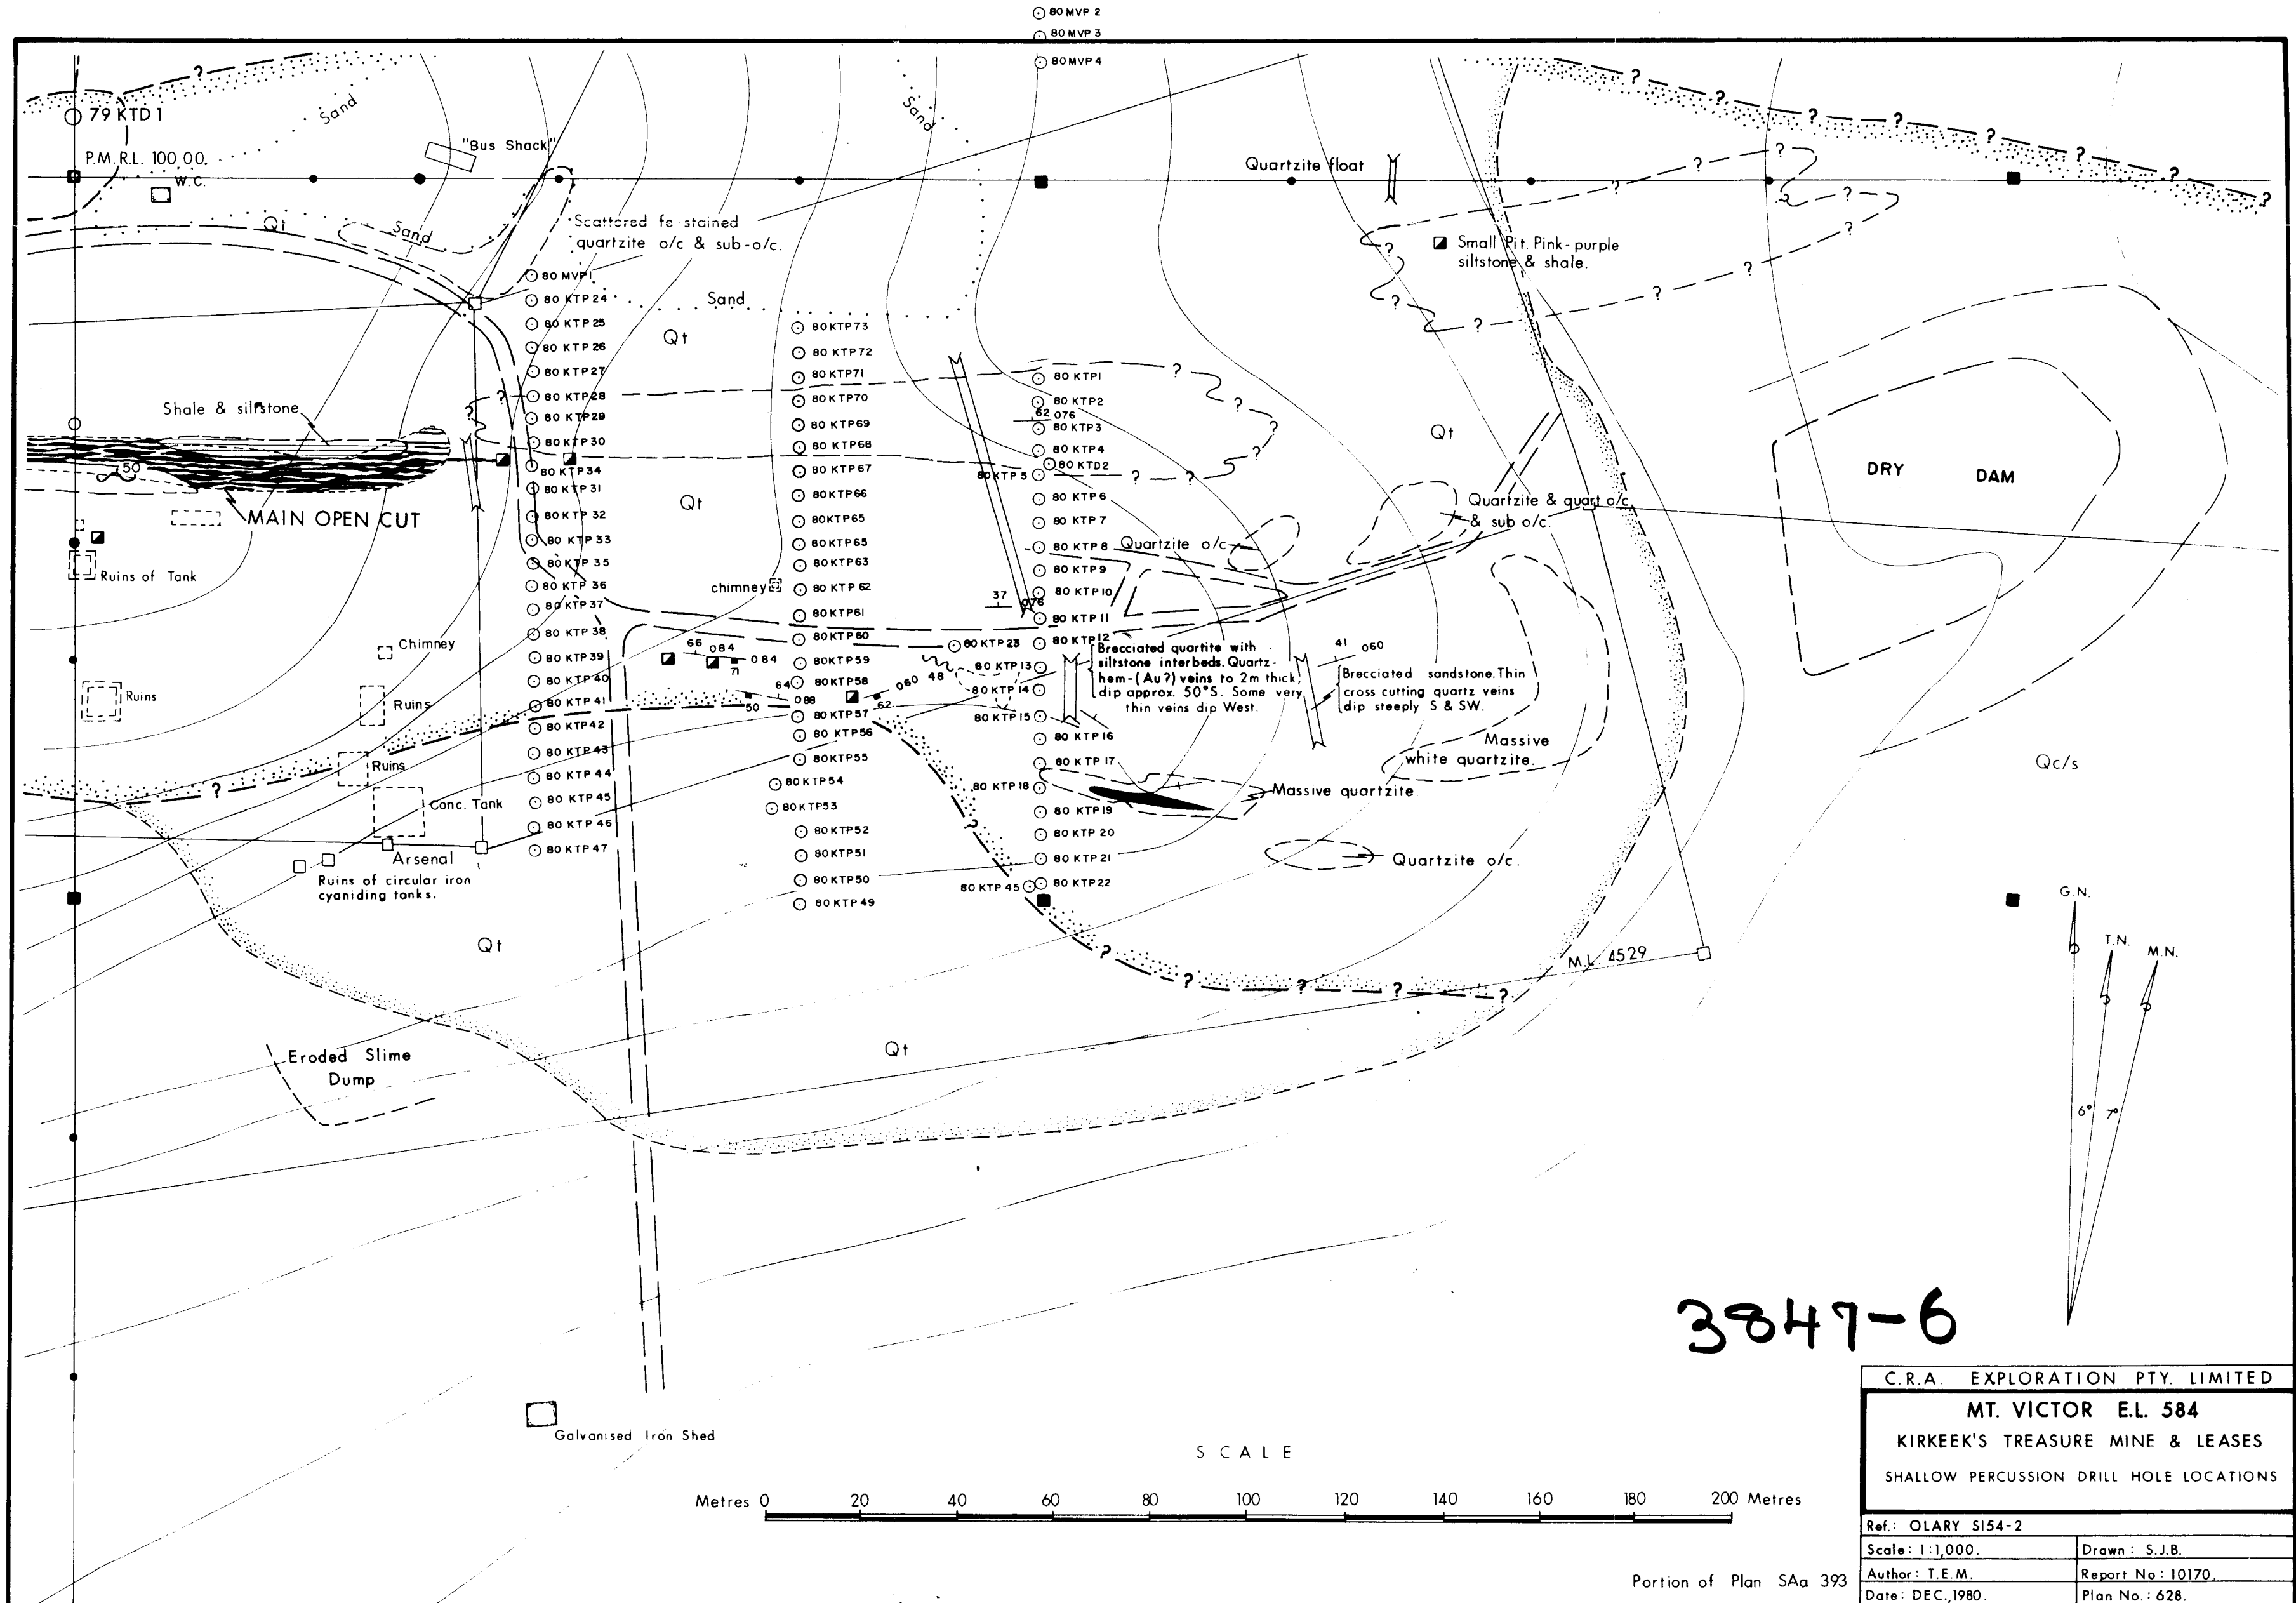 80 MVP 2
80 MVP 3
80 MVP 4
79 KTD 1
Sand
Sand
"Bus Shack"
P.M. R.L. 100.00.
W.C.
Quartzite float
Qt
Sand
Scattered fe stained
quartzite o/c & sub-o/c.
Small Pit. Pink-purple
siltstone & shale.
80 MVP1
80 KTP 24
80 KTP 25
80 KTP 26
80 KTP 27
80 KTP 28
80 KTP 29
80 KTP 30
80 KTP 34
80 KTP 31
80 KTP 32
80 KTP 33
80 KTP 35
80 KTP 36
80 KTP 37
80 KTP 38
80 KTP 39
80 KTP 40
80 KTP 41
80 KTP 42
80 KTP 43
80 KTP 44
80 KTP 45
80 KTP 46
80 KTP 47
Sand
Qt
80 KTP 73
80 KTP 72
80 KTP 71
80 KTP 70
80 KTP 69
80 KTP 68
80 KTP 67
80 KTP 66
80 KTP 65
80 KTP 65
80 KTP 63
chimney
80 KTP 62
80 KTP 61
80 KTP 60
80 KTP 59
80 KTP 58
80 KTP 57
80 KTP 56
80 KTP 55
80 KTP 54
80 KTP 53
80 KTP 52
80 KTP 51
80 KTP 50
80 KTP 49
80 KTP1
80 KTP 2
62 076
80 KTP 3
80 KTP 4
80 KTD2
80 KTP 5
80 KTP 6
80 KTP 7
80 KTP 8
80 KTP 9
80 KTP 10
37 076
80 KTP 11
80 KTP 12
80 KTP 23
80 KTP 13
80 KTP 14
80 KTP 15
80 KTP 16
80 KTP 17
80 KTP 18
80 KTP 19
80 KTP 20
80 KTP 21
80 KTP 22
80 KTP 45
Shale & siltstone
50
MAIN OPEN CUT
Ruins of Tank
Qt
Qt
Quartzite & quart o/c
& sub o/c.
Quartzite o/c
DRY DAM
Chimney
Ruins
Ruins
Ruins
Conc. Tank
Arsenal
Ruins of circular iron
cyaniding tanks.
66 084
71 084
64 088
50
62
060 48
Brecciated quartite with
siltstone interbeds. Quartz-
hem-(Au?) veins to 2m thick,
dip approx. 50°S. Some very
thin veins dip West.
41 060
Brecciated sandstone. Thin
cross cutting quartz veins
dip steeply S & SW.
Massive
white quartzite.
Massive quartzite.
Quartzite o/c.
Qc/s
Qt
M.L. 4529
G.N.
T.N.
M.N.
6° 7°
Eroded Slime
Dump
Qt
Galvanised Iron Shed
3847-6
SCALE
Metres 0 20 40 60 80 100 120 140 160 180 200 Metres
Portion of Plan SAa 393
C.R.A. EXPLORATION PTY. LIMITED
MT. VICTOR E.L. 584
KIRKEEK'S TREASURE MINE & LEASES
SHALLOW PERCUSSION DRILL HOLE LOCATIONS
Ref.: OLARY SI54-2
Scale: 1:1,000.
Drawn: S.J.B.
Author: T.E.M.
Report No: 10170.
Date: DEC.,1980.
Plan No.: 628.